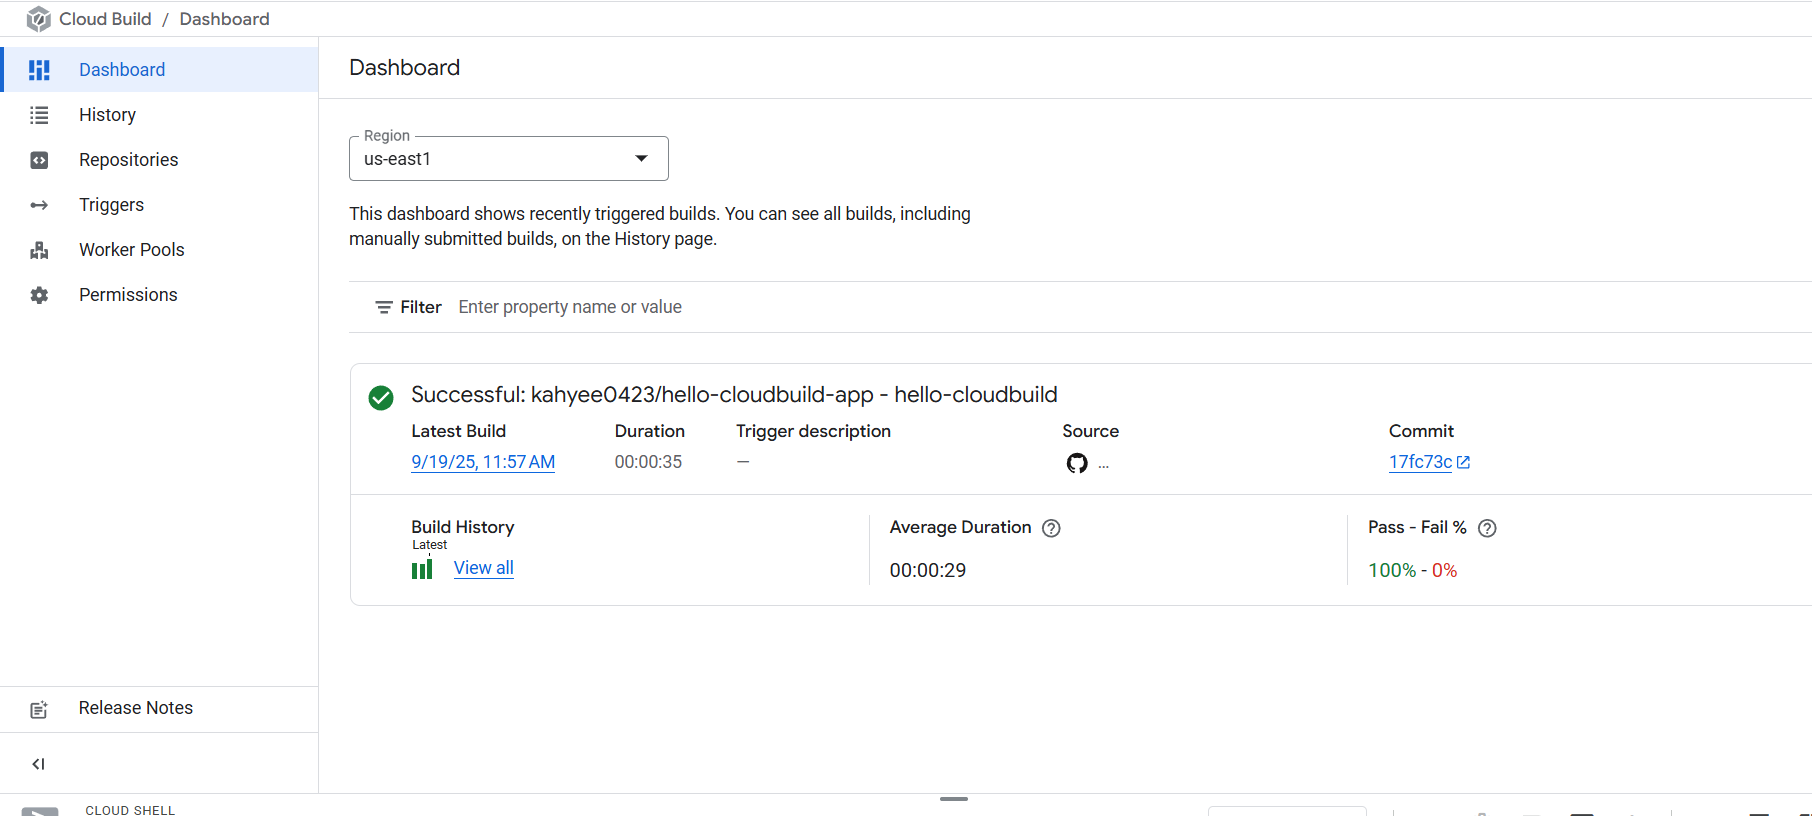 Cloud Build / Dashboard
Dashboard
History
Repositories
Triggers
Worker Pools
Permissions
Release Notes
Dashboard
Region
us-east1
This dashboard shows recently triggered builds. You can see all builds, including
manually submitted builds, on the History page.
Filter Enter property name or value
Successful: kahyee0423/hello-cloudbuild-app - hello-cloudbuild
Latest Build Duration Trigger description Source Commit
9/19/25, 11:57 AM 00:00:35 — ... 17fc73c
Build History Average Duration Pass - Fail %
Latest
View all 00:00:29 100% - 0%
CLOUD SHELL